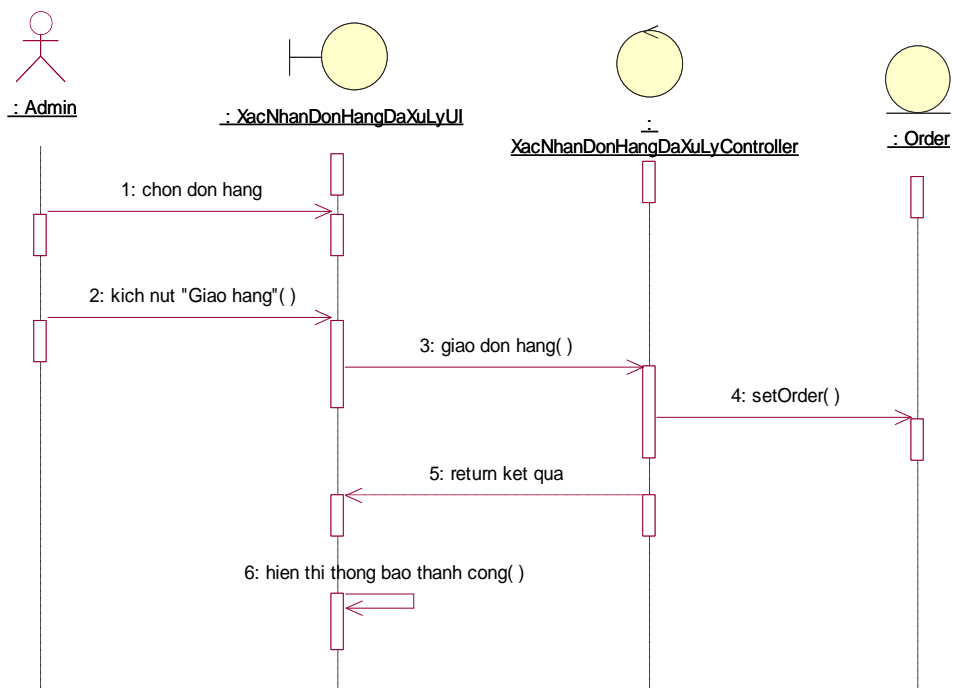 : Admin
: XacNhanDonHangDaXuLyUI
:
XacNhanDonHangDaXuLyController
: Order
1: chon don hang
2: kich nut "Giao hang"( )
3: giao don hang( )
4: setOrder( )
5: return ket qua
6: hien thi thong bao thanh cong( )